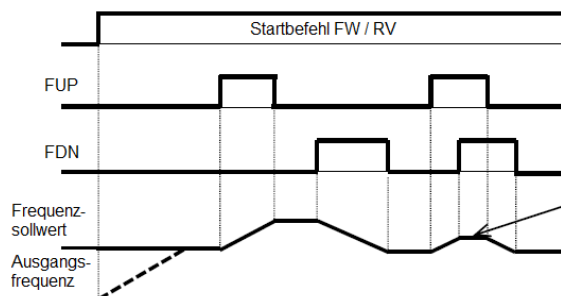 Startbefehl FW / RV
FUP
FDN
Frequenz-
sollwert
Ausgangs-
frequenz